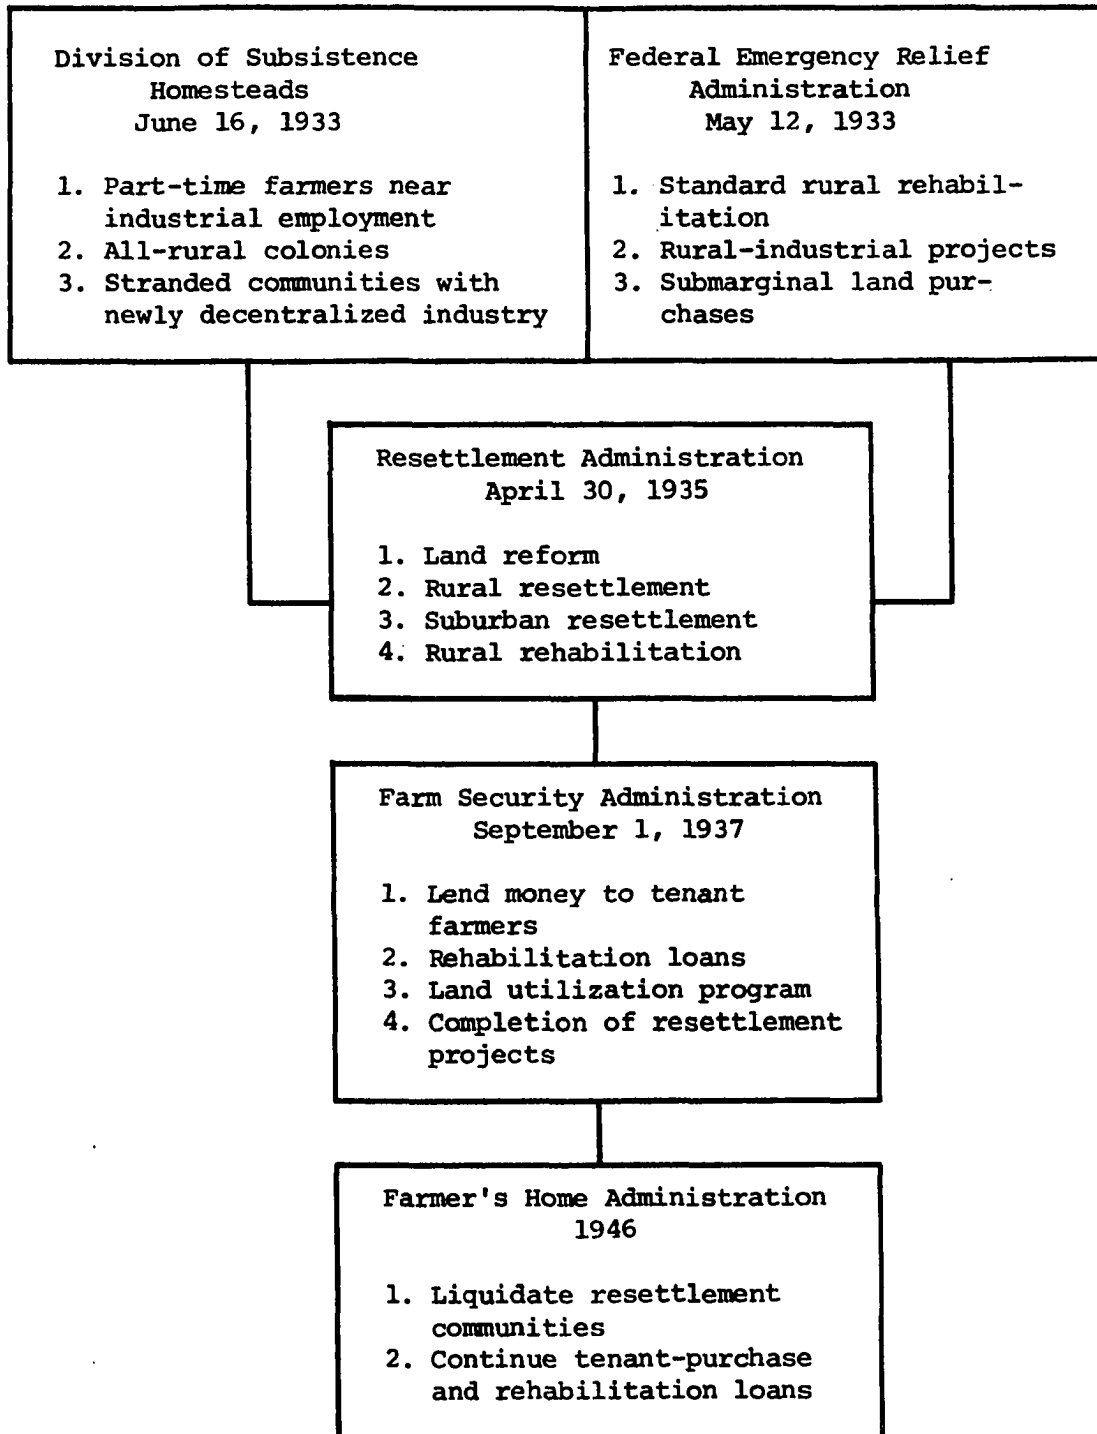 Division of Subsistence
Homesteads
June 16, 1933
1. Part-time farmers near
industrial employment
2. All-rural colonies
3. Stranded communities with
newly decentralized industry
Federal Emergency Relief
Administration
May 12, 1933
1. Standard rural rehabil-
itation
2. Rural-industrial projects
3. Submarginal land pur-
chases
Resettlement Administration
April 30, 1935
1. Land reform
2. Rural resettlement
3. Suburban resettlement
4. Rural rehabilitation
Farm Security Administration
September 1, 1937
1. Lend money to tenant
farmers
2. Rehabilitation loans
3. Land utilization program
4. Completion of resettlement
projects
Farmer's Home Administration
1946
1. Liquidate resettlement
communities
2. Continue tenant-purchase
and rehabilitation loans